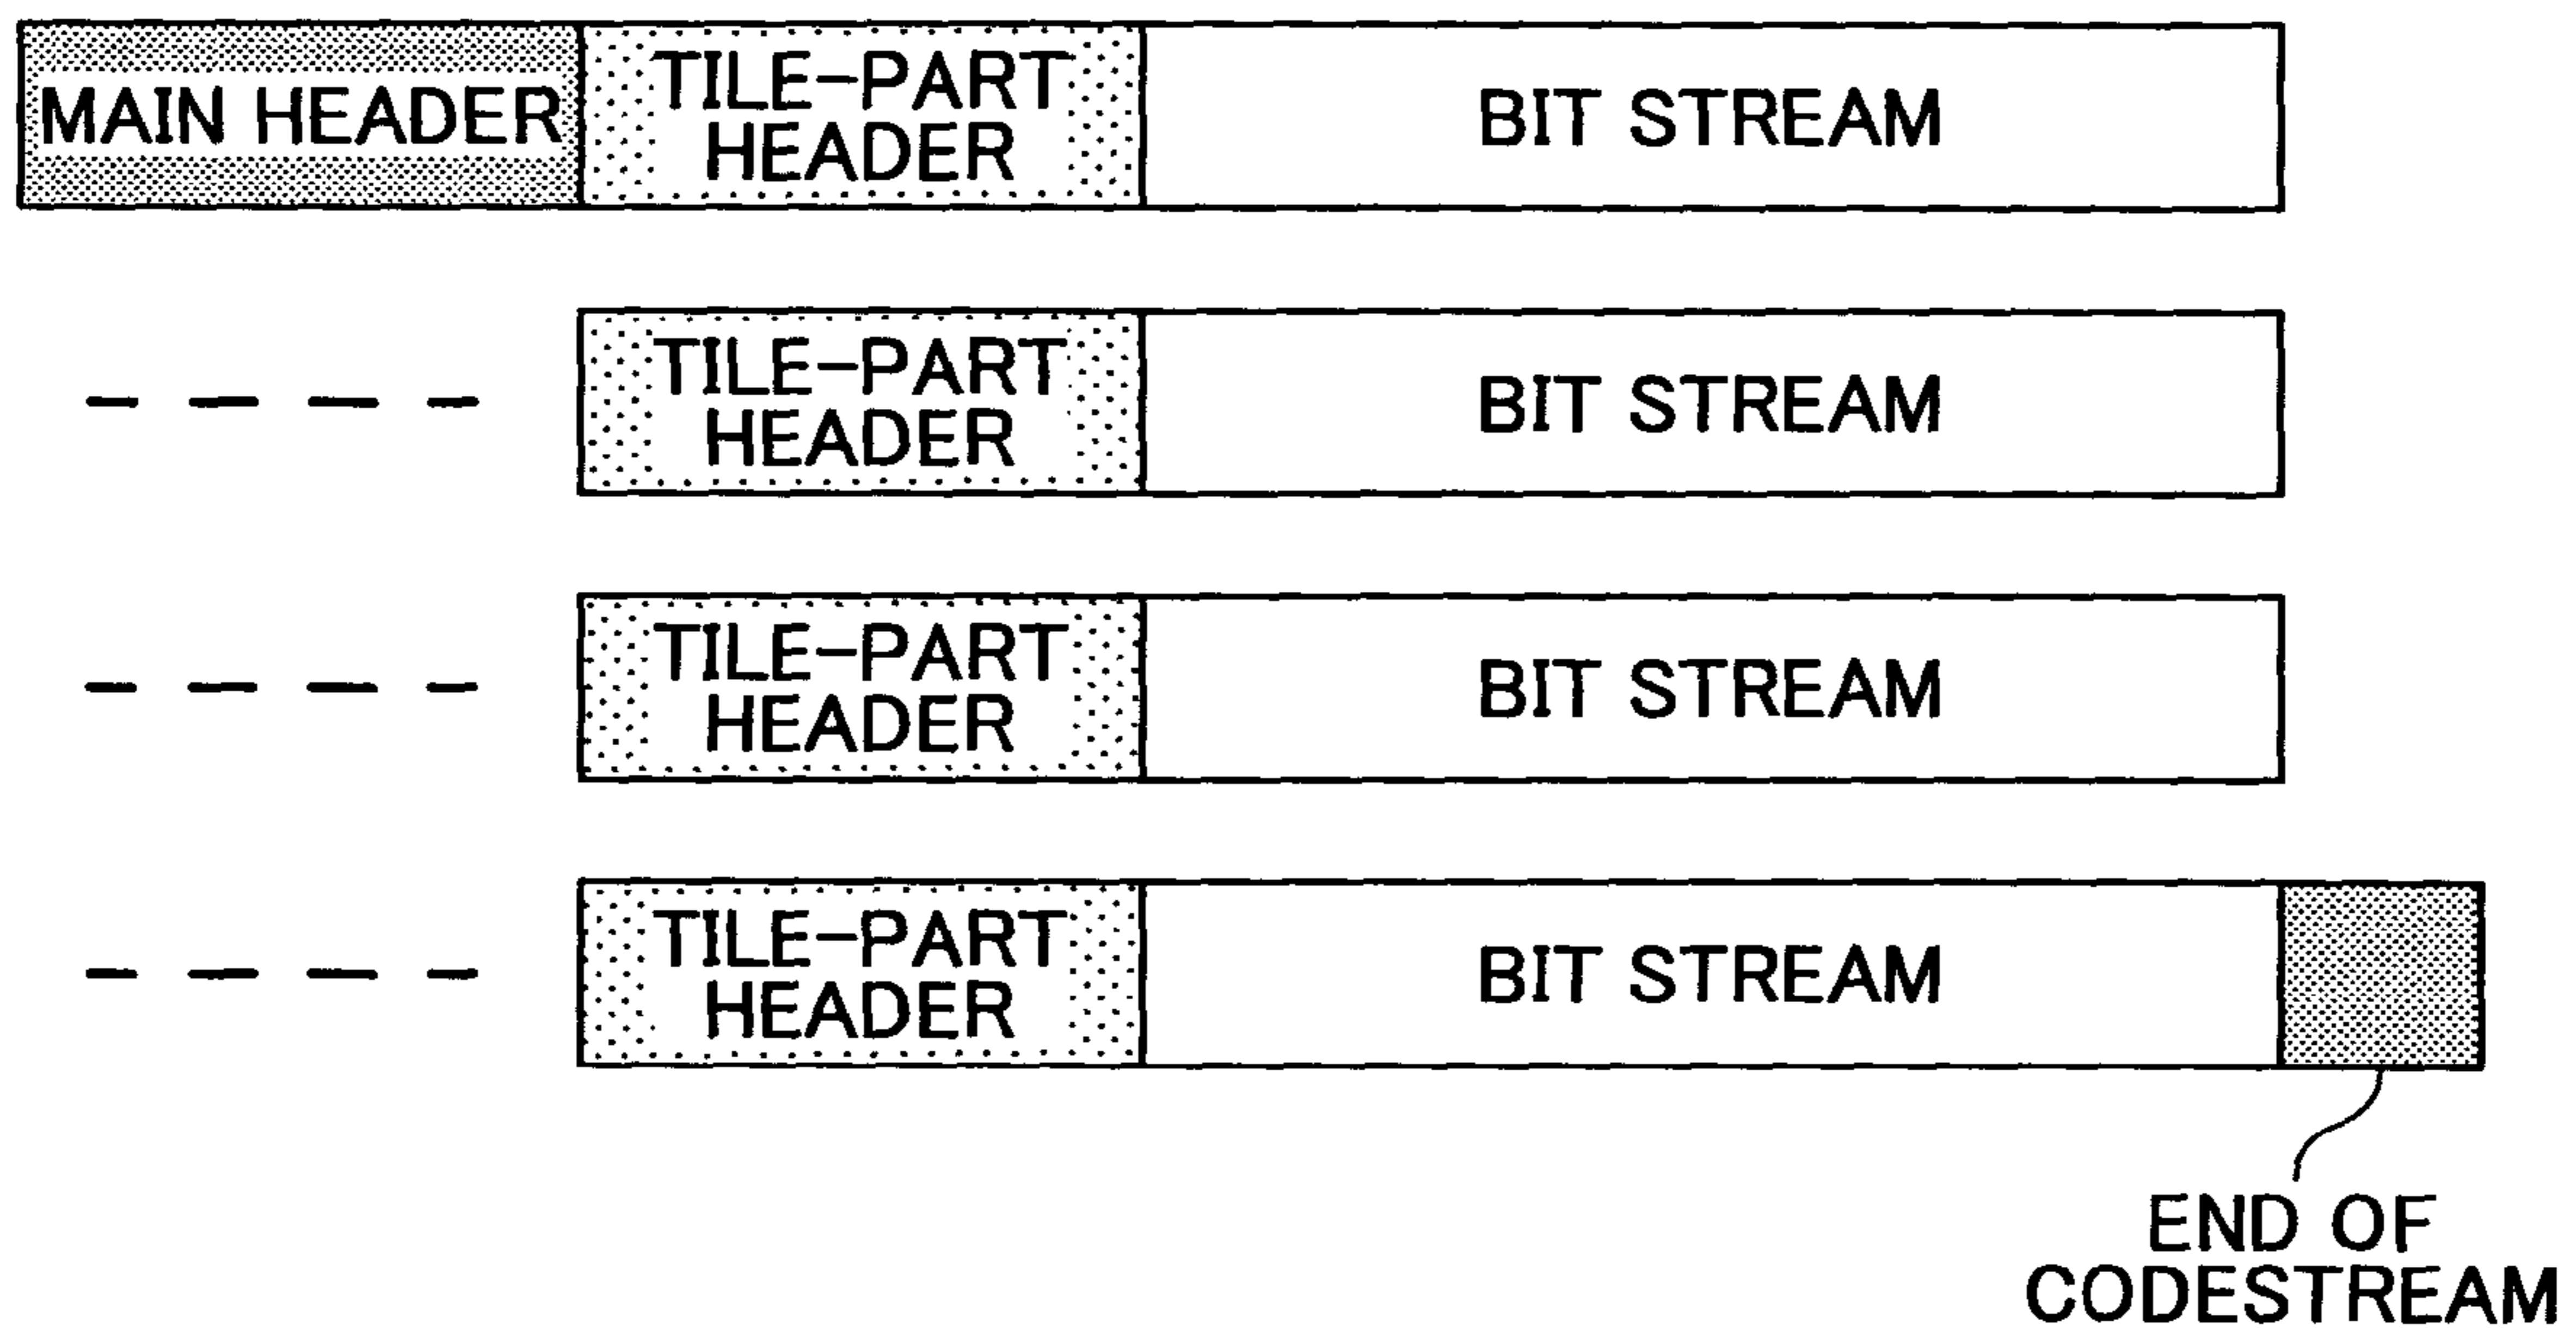 MAIN HEADER
TILE-PART
HEADER
BIT STREAM
TILE-PART
HEADER
BIT STREAM
TILE-PART
HEADER
BIT STREAM
TILE-PART
HEADER
BIT STREAM
END OF
CODESTREAM